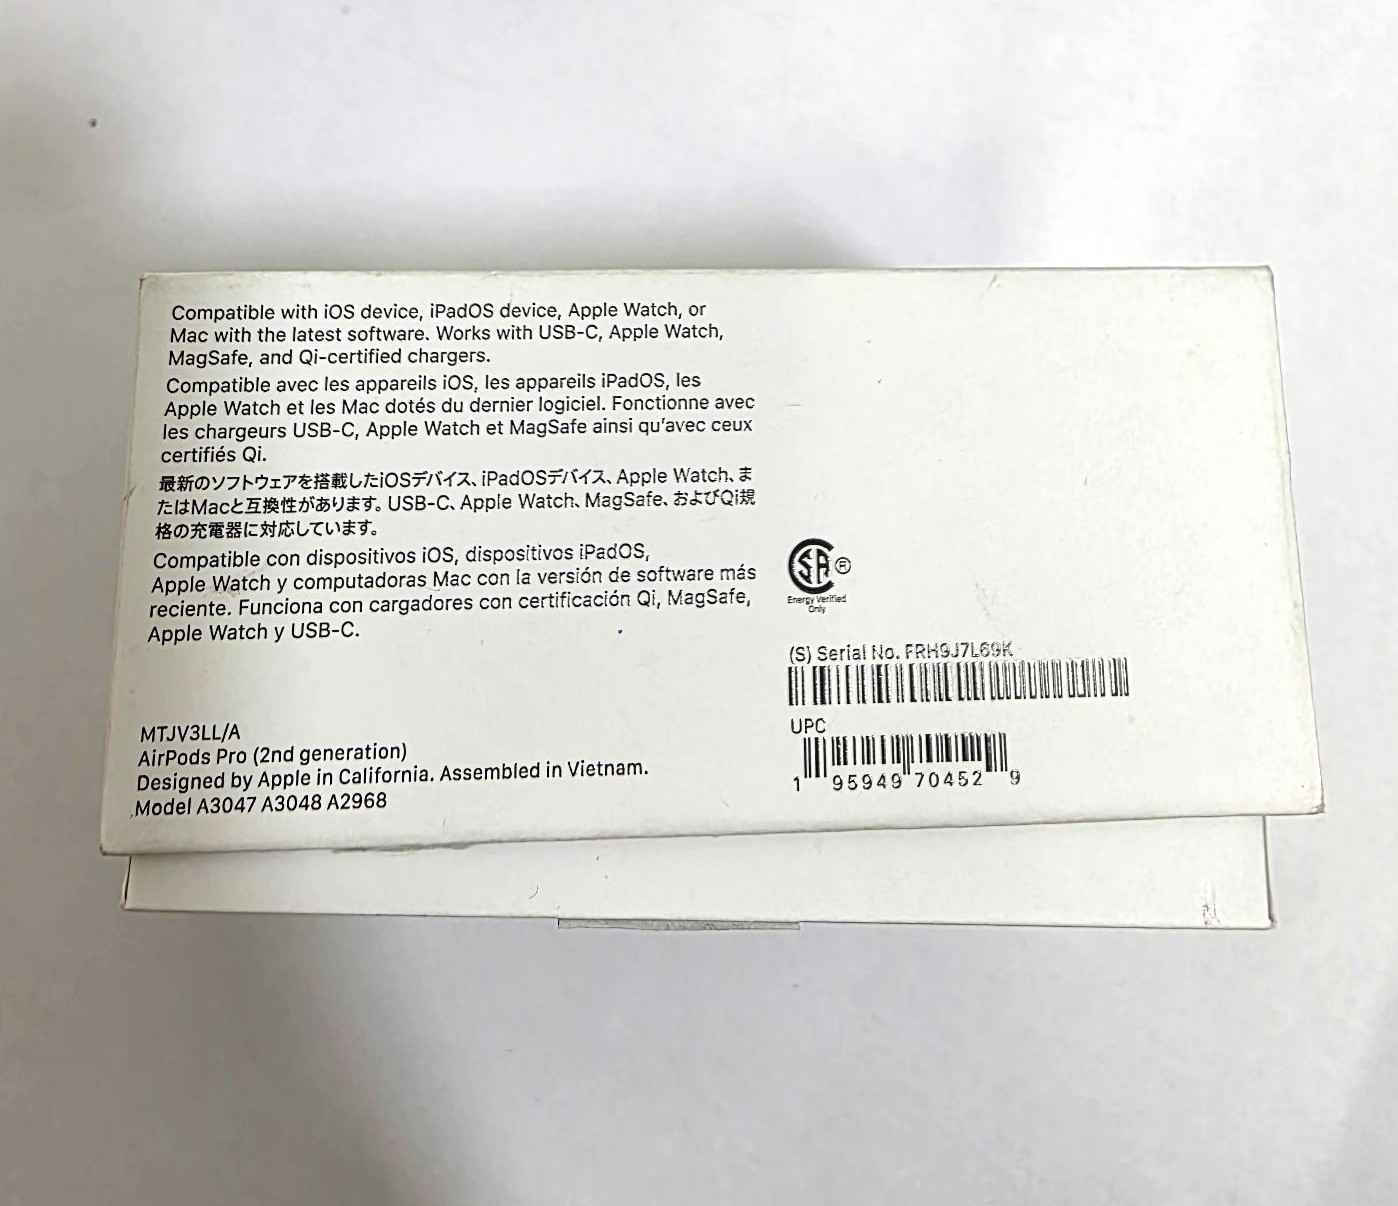 Compatible with iOS device, iPadOS device, Apple Watch, or
Mac with the latest software. Works with USB-C, Apple Watch,
MagSafe, and Qi-certified chargers.
Compatible avec les appareils iOS, les appareils iPadOS, les
Apple Watch et les Mac dotés du dernier logiciel. Fonctionne avec
les chargeurs USB-C, Apple Watch et MagSafe ainsi qu'avec ceux
certifiés Qi.
最新のソフトウェアを搭載したiOSデバイス、iPadOSデバイス、Apple Watch、ま
たはMacと互換性があります。USB-C、Apple Watch、MagSafe、およびQi規
格の充電器に対応しています。
Compatible con dispositivos iOS, dispositivos iPadOS,
Apple Watch y computadoras Mac con la versión de software más
reciente. Funciona con cargadores con certificación Qi, MagSafe,
Apple Watch y USB-C.
MTJV3LL/A
AirPods Pro (2nd generation)
Designed by Apple in California. Assembled in Vietnam.
Model A3047 A3048 A2968
SA ®
Energy Verified
Only
(S) Serial No. FRH9J7L69K
UPC
1 95949 70452 9